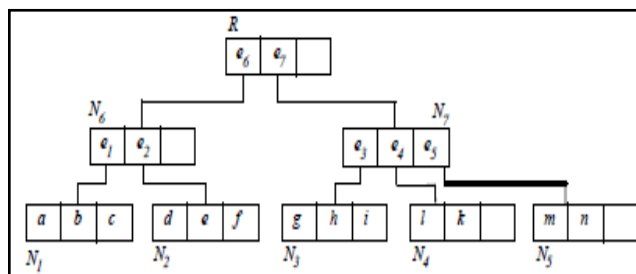 R
e6 e7
N6 N7
e1 e2 e3 e4 e5
a b c d e f g h i l k m n
N1 N2 N3 N4 N5